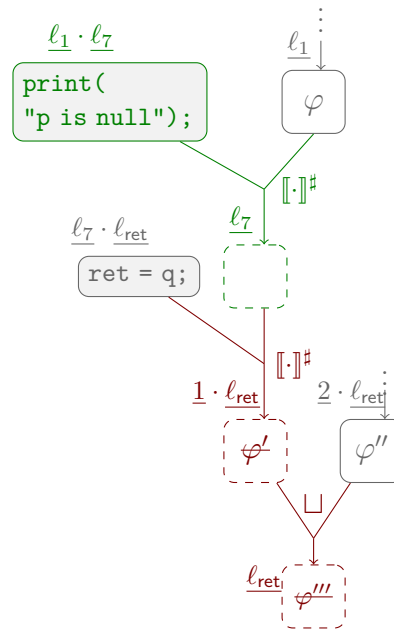 ⋮
ℓ₁ · ℓ₇
ℓ₁
print(
"p is null");
φ
⟦·⟧♯
ℓ₇
ℓ₇ · ℓret
ret = q;
⟦·⟧♯
⋮
1 · ℓret
2 · ℓret
φ′
φ″
⊔
ℓret
φ‴